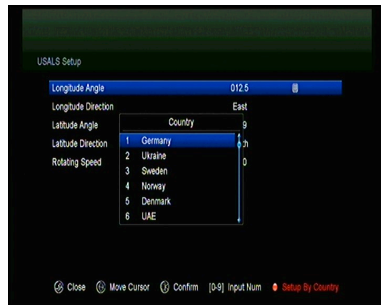 USALS Setup
Longitude Angle 012.5
Longitude Direction East
Latitude Angle 9
Latitude Direction
Rotating Speed 0
Country
1 Germany
2 Ukraine
3 Sweden
4 Norway
5 Denmark
6 UAE
Close Move Cursor Confirm [0-9] Input Num Setup By Country